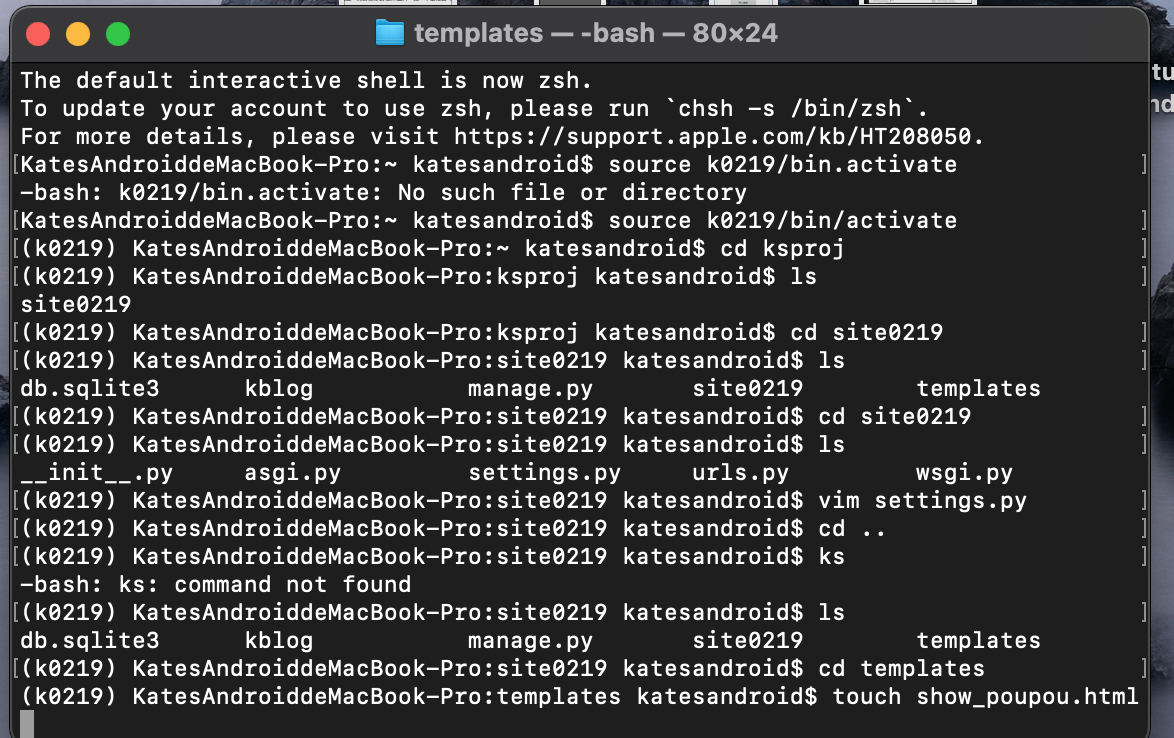 templates — -bash — 80×24
The default interactive shell is now zsh.
To update your account to use zsh, please run `chsh -s /bin/zsh`.
For more details, please visit https://support.apple.com/kb/HT208050.
[KatesAndroiddeMacBook-Pro:~ katesandroid$ source k0219/bin.activate ]
-bash: k0219/bin.activate: No such file or directory
[KatesAndroiddeMacBook-Pro:~ katesandroid$ source k0219/bin/activate ]
[(k0219) KatesAndroiddeMacBook-Pro:~ katesandroid$ cd ksproj ]
[(k0219) KatesAndroiddeMacBook-Pro:ksproj katesandroid$ ls ]
site0219
[(k0219) KatesAndroiddeMacBook-Pro:ksproj katesandroid$ cd site0219 ]
[(k0219) KatesAndroiddeMacBook-Pro:site0219 katesandroid$ ls ]
db.sqlite3 kblog manage.py site0219 templates
[(k0219) KatesAndroiddeMacBook-Pro:site0219 katesandroid$ cd site0219 ]
[(k0219) KatesAndroiddeMacBook-Pro:site0219 katesandroid$ ls ]
__init__.py asgi.py settings.py urls.py wsgi.py
[(k0219) KatesAndroiddeMacBook-Pro:site0219 katesandroid$ vim settings.py ]
[(k0219) KatesAndroiddeMacBook-Pro:site0219 katesandroid$ cd .. ]
[(k0219) KatesAndroiddeMacBook-Pro:site0219 katesandroid$ ks ]
-bash: ks: command not found
[(k0219) KatesAndroiddeMacBook-Pro:site0219 katesandroid$ ls ]
db.sqlite3 kblog manage.py site0219 templates
[(k0219) KatesAndroiddeMacBook-Pro:site0219 katesandroid$ cd templates ]
(k0219) KatesAndroiddeMacBook-Pro:templates katesandroid$ touch show_poupou.html